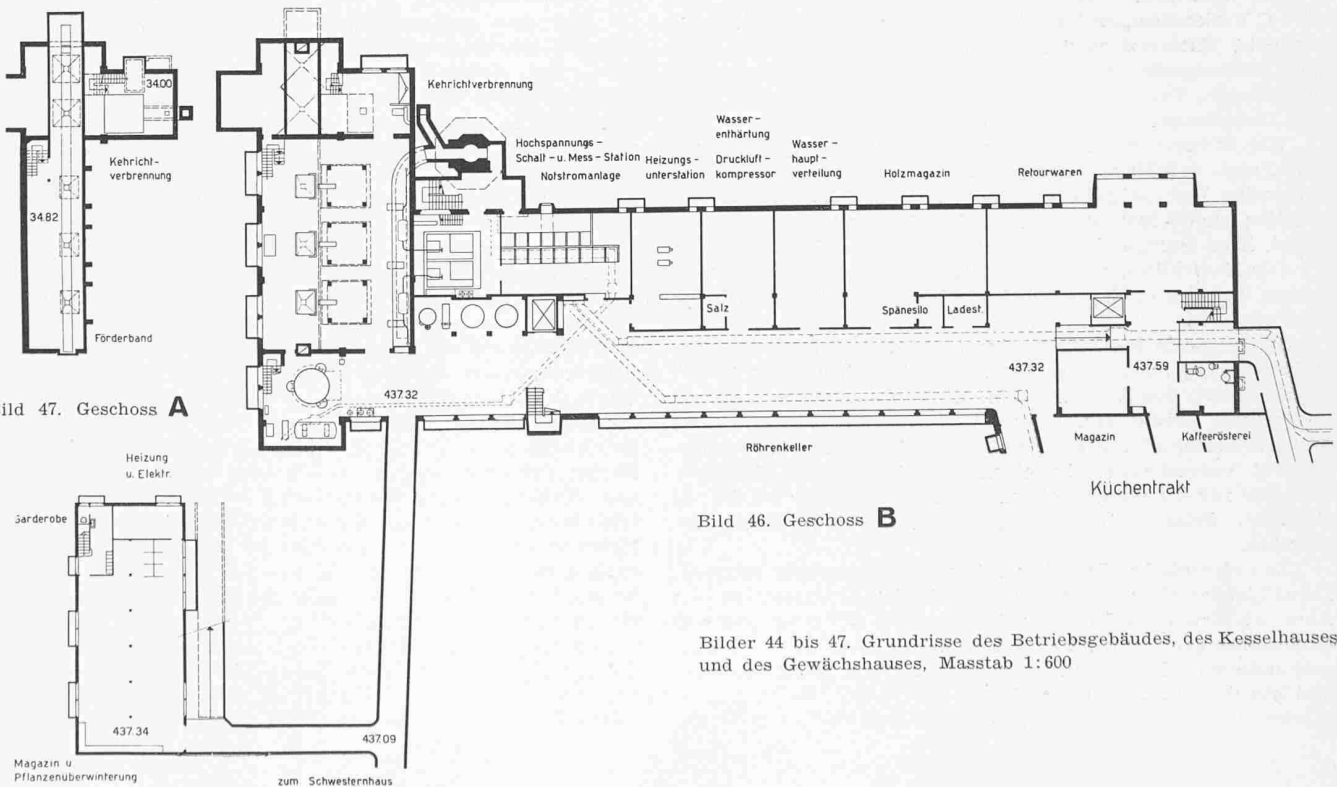 34.00
Kehricht-
verbrennung
34.82
Förderband
Bild 47. Geschoss A
Kehrichtverbrennung
Hochspannungs-
Schalt- u. Mess-Station
Notstromanlage
Heizungs-
unterstation
Wasser-
enthärtung
Druckluft-
kompressor
Wasser-
haupt-
verteilung
Holzmagazin
Retourwaren
Salz
Spänesilo
Ladest.
437.32
437.32
437.59
Röhrenkeller
Magazin
Kaffeerösterei
Küchentrakt
Bild 46. Geschoss B
Heizung
u. Elektr.
Garderobe
437.34
437.09
Magazin u
Pflanzenüberwinterung
zum Schwesternhaus
Bilder 44 bis 47. Grundrisse des Betriebsgebäudes, des Kesselhauses
und des Gewächshauses, Masstab 1:600